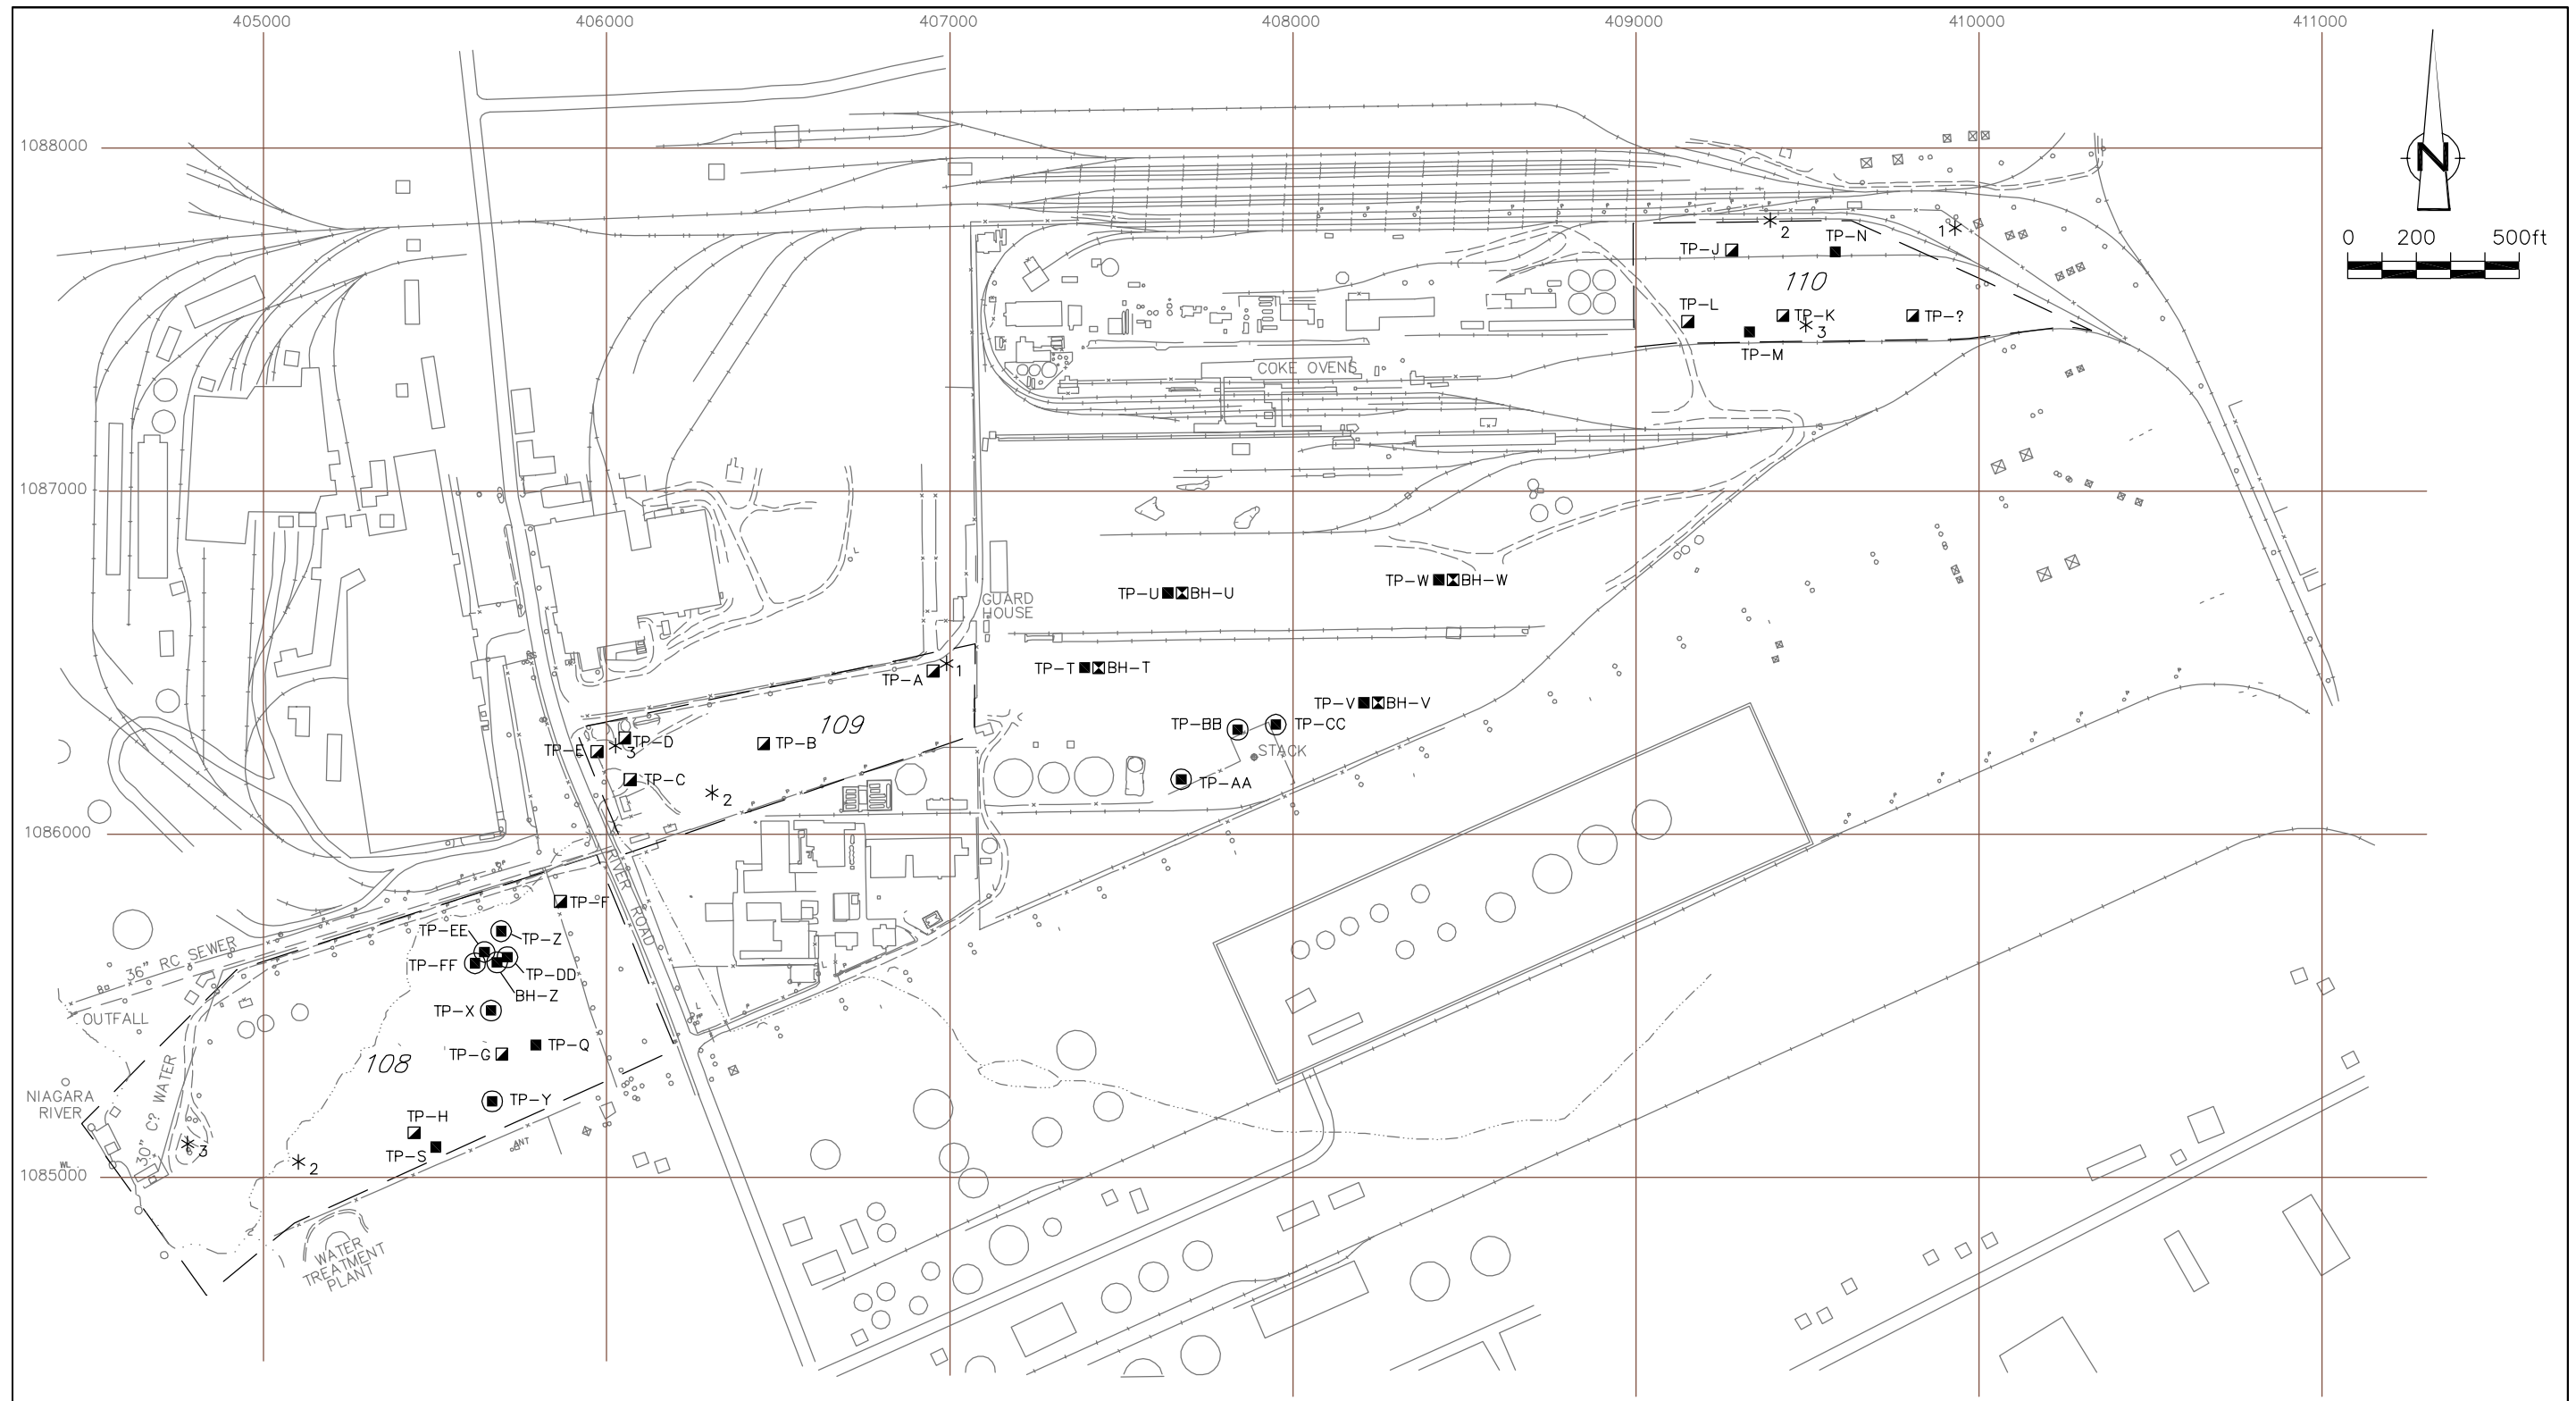 405000 406000 407000 408000 409000 410000 411000
1088000
N
0 200 500ft
2 TP-N 1
TP-J
110
TP-L TP-K TP-?
3
TP-M
COKE OVENS
1087000
TP-W BH-W
TP-U BH-U
GUARD
HOUSE
TP-A 1
TP-T BH-T
TP-V BH-V
109
TP-BB TP-CC
TP-D TP-B
TP-E 3
STACK
TP-C TP-AA
2
1086000
RIVER
ROAD
TP-F
TP-EE TP-Z
36" RC SEWER
TP-FF TP-DD
BH-Z
TP-X
OUTFALL
TP-Q
TP-G
108
30" C? WATER
NIAGARA
RIVER
TP-Y
TP-H
ANT
3 TP-S
2
WL
1085000
WATER
TREATMENT
PLANT